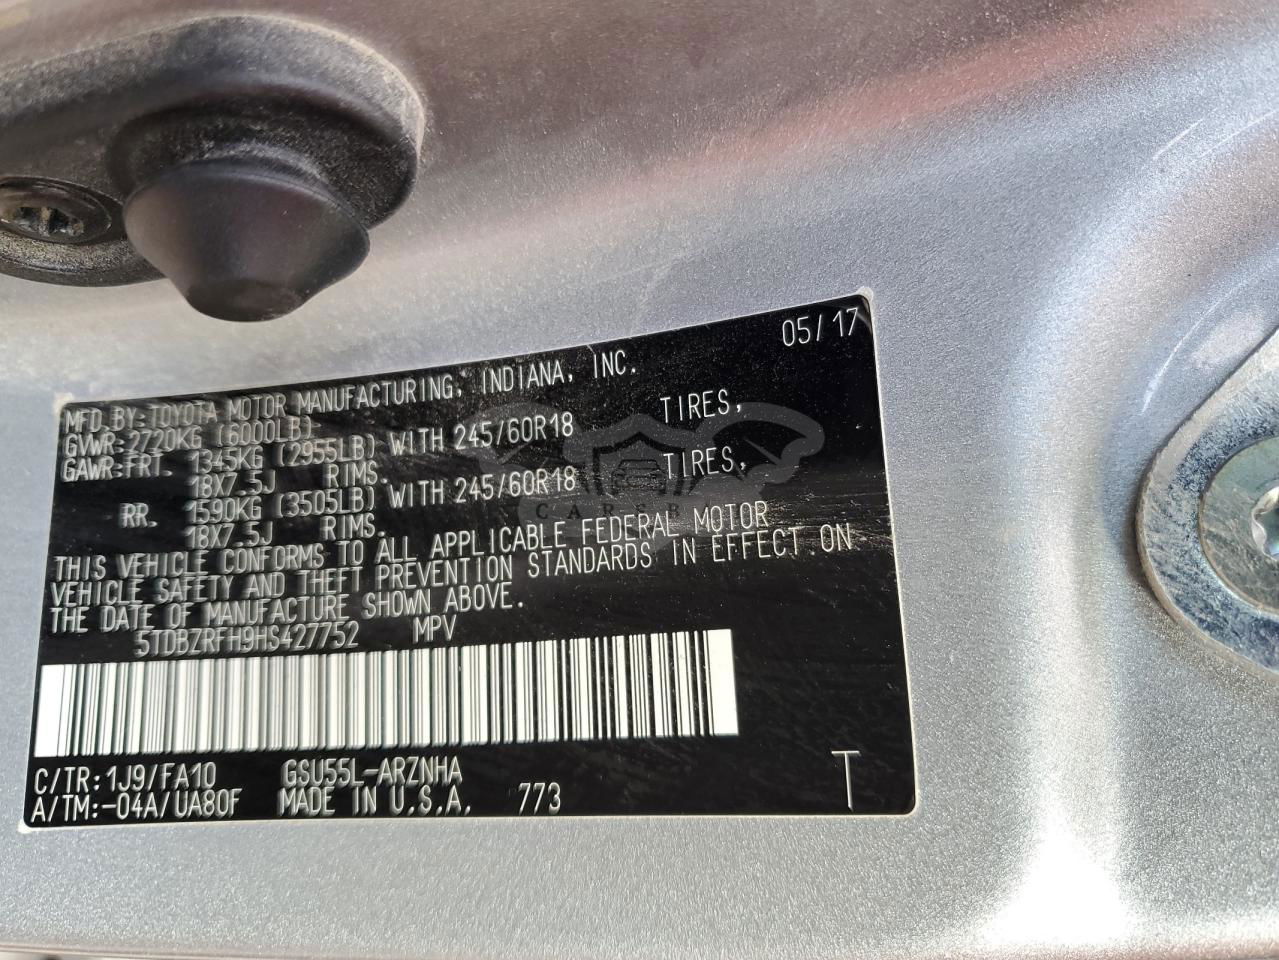 05/17
MFD.BY:TOYOTA MOTOR MANUFACTURING, INDIANA, INC.
GVWR:2720KG (6000LB)
GAWR:FRT. 1345KG (2955LB) WITH 245/60R18 TIRES,
18X7.5J RIMS.
RR. 1590KG (3505LB) WITH 245/60R18 TIRES,
18X7.5J RIMS.
THIS VEHICLE CONFORMS TO ALL APPLICABLE FEDERAL MOTOR
VEHICLE SAFETY AND THEFT PREVENTION STANDARDS IN EFFECT ON
THE DATE OF MANUFACTURE SHOWN ABOVE.
5TDBZRFH9HS427752 MPV
C/TR:1J9/FA10 GSU55L-ARZNHA
A/TM:-04A/UA80F MADE IN U.S.A. 773 T